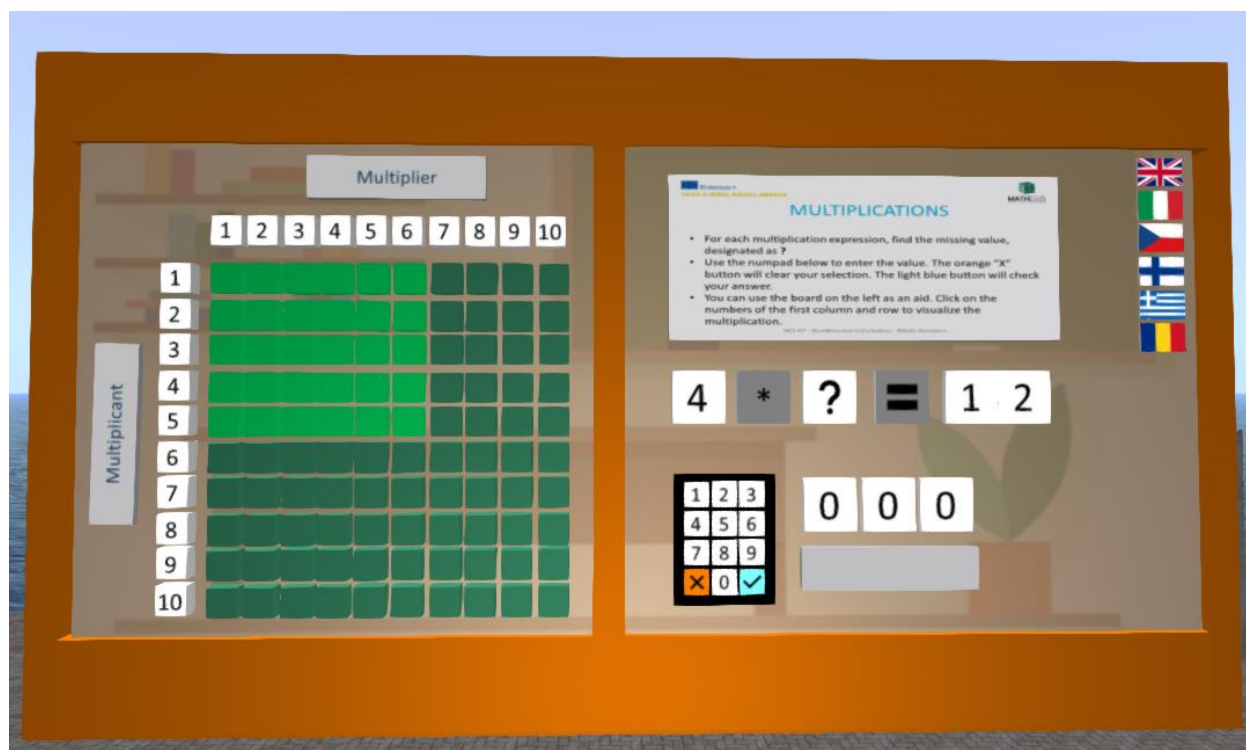 Multiplier
1 2 3 4 5 6 7 8 9 10
Multiplicant
1
2
3
4
5
6
7
8
9
10
Erasmus+
MULTIPLICATIONS
• For each multiplication expression, find the missing value,
designated as ?
• Use the numpad below to enter the value. The orange "X"
button will clear your selection. The light blue button will check
your answer.
• You can use the board on the left as an aid. Click on the
numbers of the first column and row to visualize the
multiplication.
4 * ? = 1 2
1 2 3
4 5 6
7 8 9
✕ 0 ✓
0 0 0